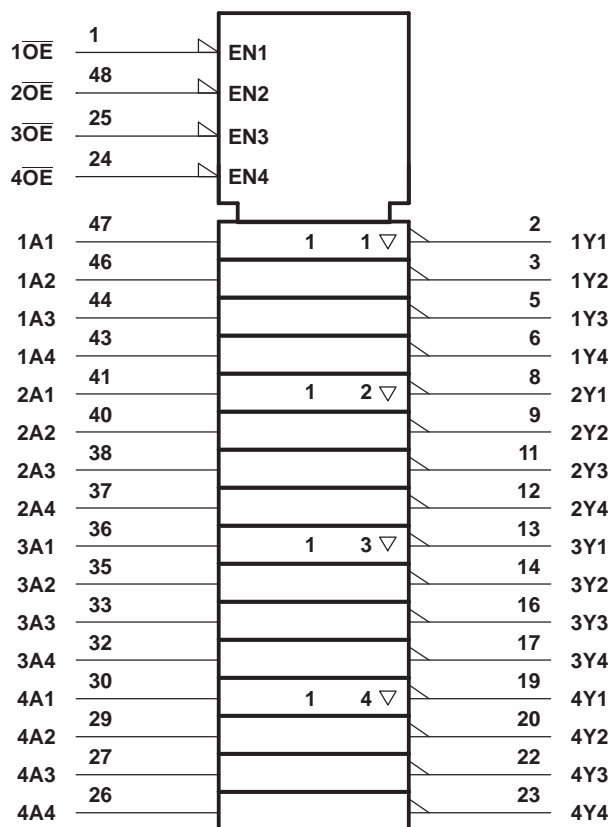 1O̅E̅ 1 EN1
2O̅E̅ 48 EN2
3O̅E̅ 25 EN3
4O̅E̅ 24 EN4
1A1 47 1 1 ▽ 2 1Y1
1A2 46 3 1Y2
1A3 44 5 1Y3
1A4 43 6 1Y4
2A1 41 1 2 ▽ 8 2Y1
2A2 40 9 2Y2
2A3 38 11 2Y3
2A4 37 12 2Y4
3A1 36 1 3 ▽ 13 3Y1
3A2 35 14 3Y2
3A3 33 16 3Y3
3A4 32 17 3Y4
4A1 30 1 4 ▽ 19 4Y1
4A2 29 20 4Y2
4A3 27 22 4Y3
4A4 26 23 4Y4